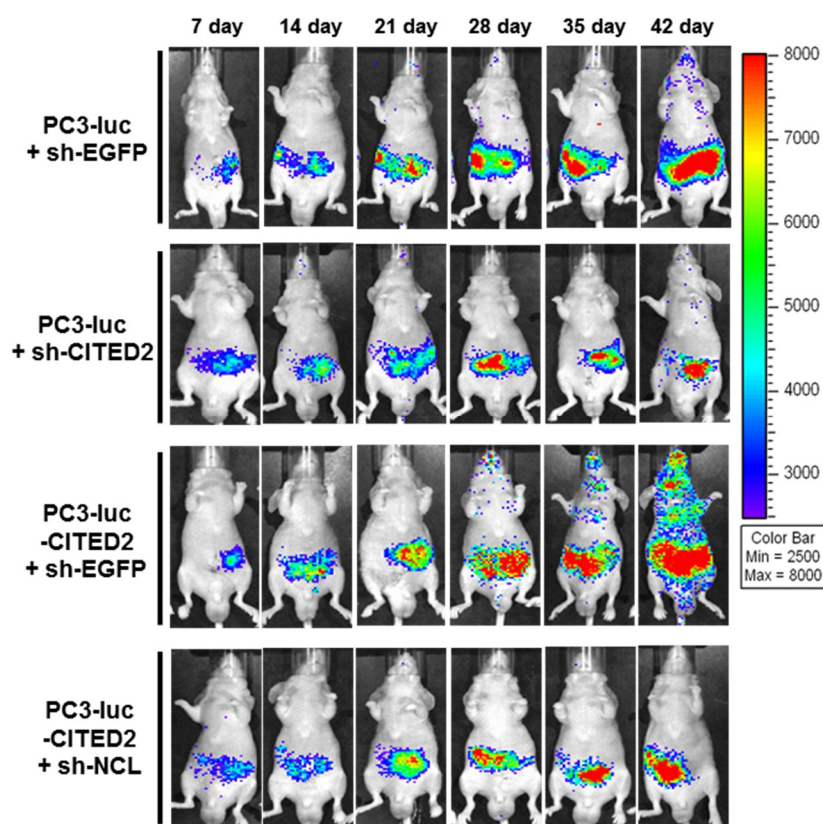 7 day 14 day 21 day 28 day 35 day 42 day
PC3-luc
+ sh-EGFP
PC3-luc
+ sh-CITED2
PC3-luc
-CITED2
+ sh-EGFP
PC3-luc
-CITED2
+ sh-NCL
8000
7000
6000
5000
4000
3000
Color Bar
Min = 2500
Max = 8000